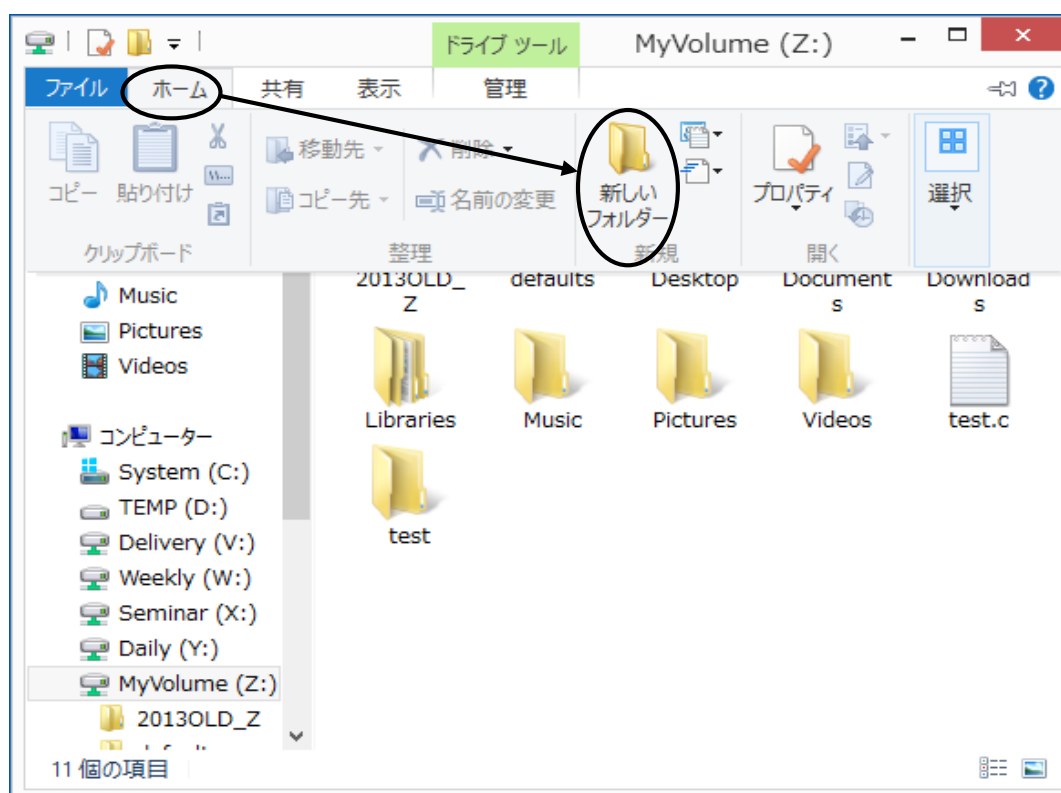 ドライブ ツール
MyVolume (Z:)
ファイル
ホーム
共有
表示
管理
コピー
貼り付け
クリップボード
移動先
コピー先
削除
名前の変更
整理
新しい
フォルダー
新規
プロパティ
開く
選択
Music
Pictures
Videos
コンピューター
System (C:)
TEMP (D:)
Delivery (V:)
Weekly (W:)
Seminar (X:)
Daily (Y:)
MyVolume (Z:)
2013OLD_Z
2013OLD_
Z
defaults
Desktop
Document
s
Download
s
Libraries
Music
Pictures
Videos
test.c
test
11 個の項目